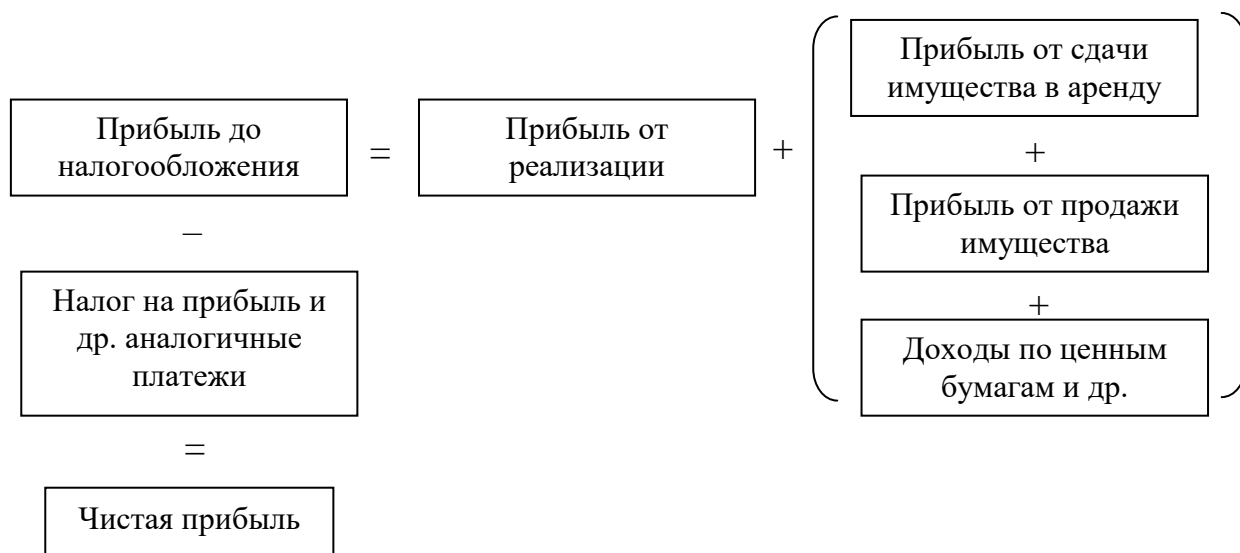 Прибыль до
налогообложения
=
Прибыль от
реализации
+
Прибыль от сдачи
имущества в аренду
+
Прибыль от продажи
имущества
+
Доходы по ценным
бумагам и др.
–
Налог на прибыль и
др. аналогичные
платежи
=
Чистая прибыль